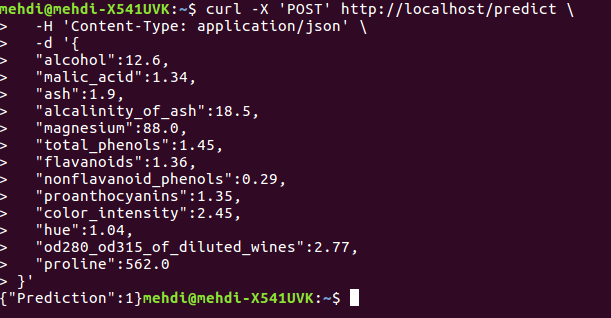 mehdi@mehdi-X541UVK:~$ curl -X 'POST' http://localhost/predict \
>   -H 'Content-Type: application/json' \
>   -d '{
>   "alcohol":12.6,
>   "malic_acid":1.34,
>   "ash":1.9,
>   "alcalinity_of_ash":18.5,
>   "magnesium":88.0,
>   "total_phenols":1.45,
>   "flavanoids":1.36,
>   "nonflavanoid_phenols":0.29,
>   "proanthocyanins":1.35,
>   "color_intensity":2.45,
>   "hue":1.04,
>   "od280_od315_of_diluted_wines":2.77,
>   "proline":562.0
> }'
{"Prediction":1}mehdi@mehdi-X541UVK:~$